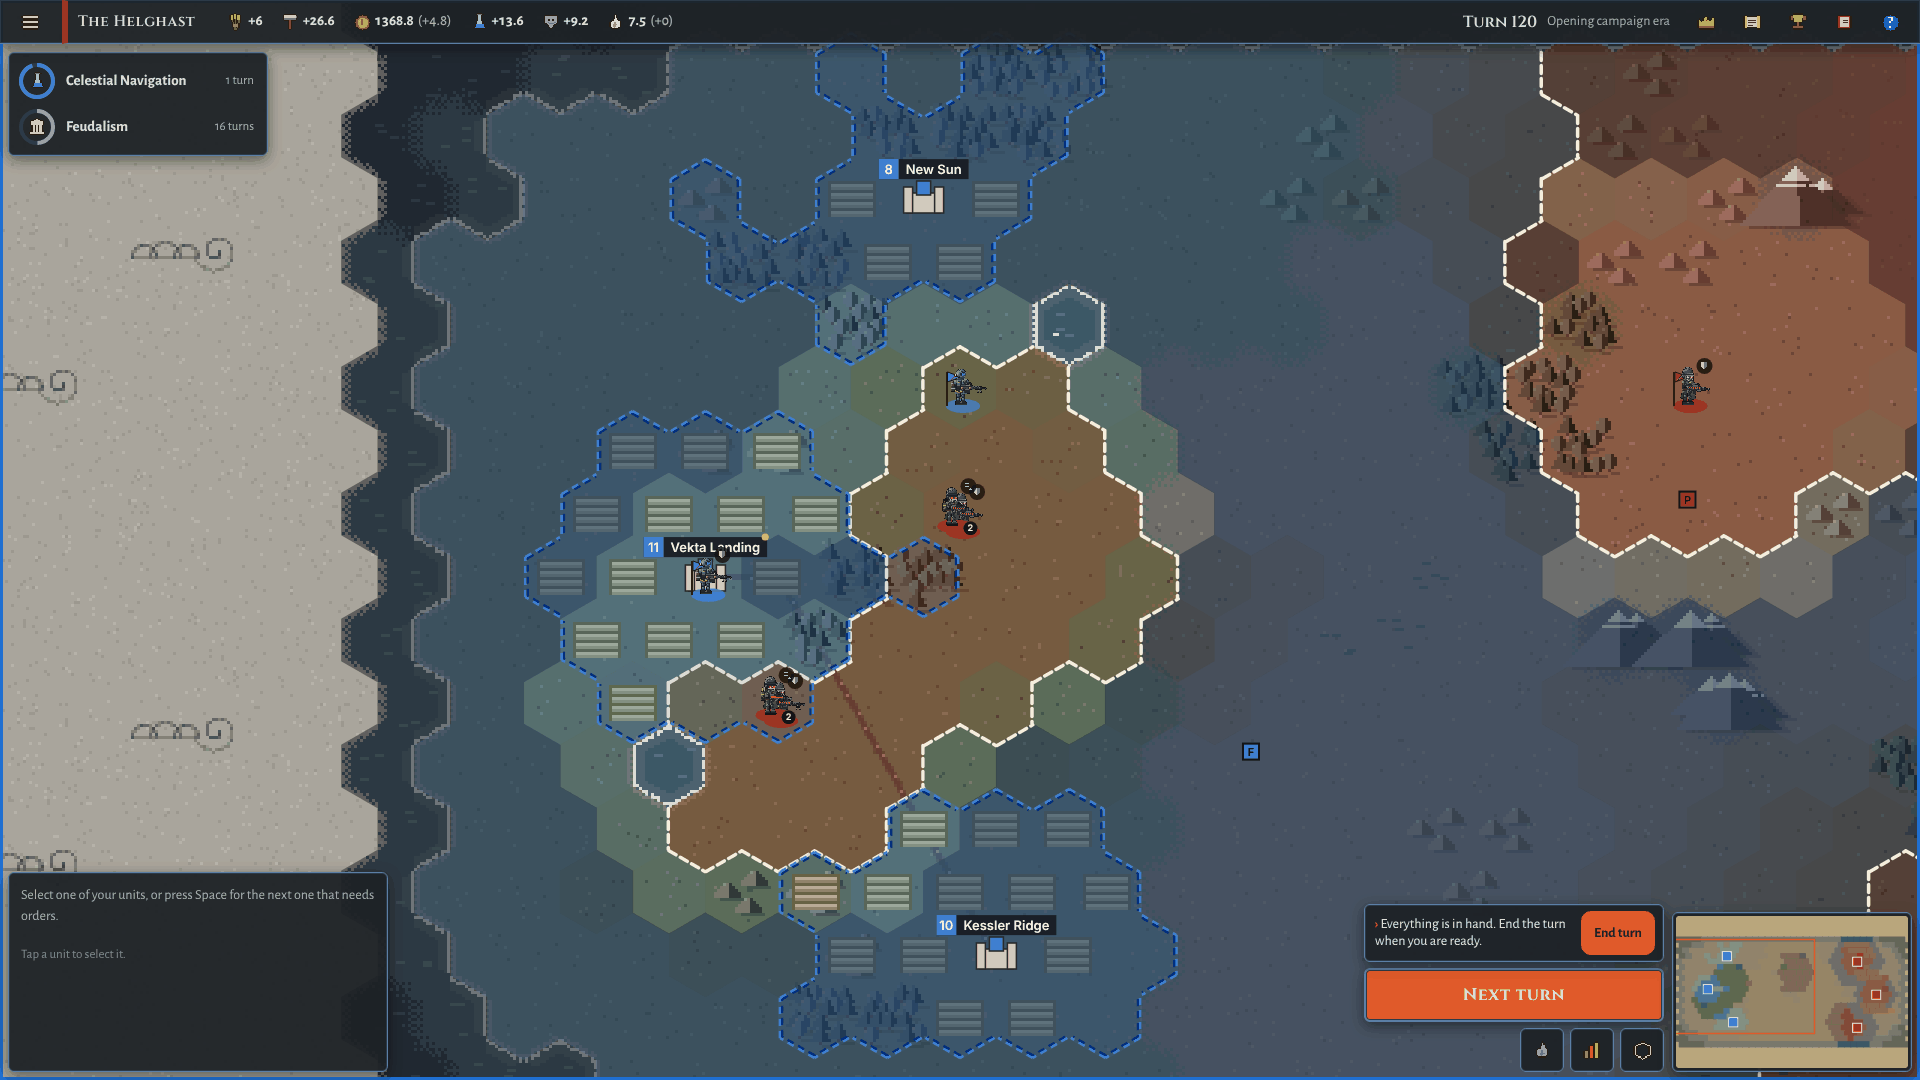 THE HELGHAST
+6
+26.6
1368.8 (+4.8)
+13.6
+9.2
7.5 (+0)
TURN 120
Opening campaign era
?
Celestial Navigation
1 turn
Feudalism
16 turns
8 New Sun
2
P
11 Vekta Landing
2
F
10 Kessler Ridge
Select one of your units, or press Space for the next one that needs
orders.
Tap a unit to select it.
› Everything is in hand. End the turn
when you are ready.
End turn
NEXT TURN